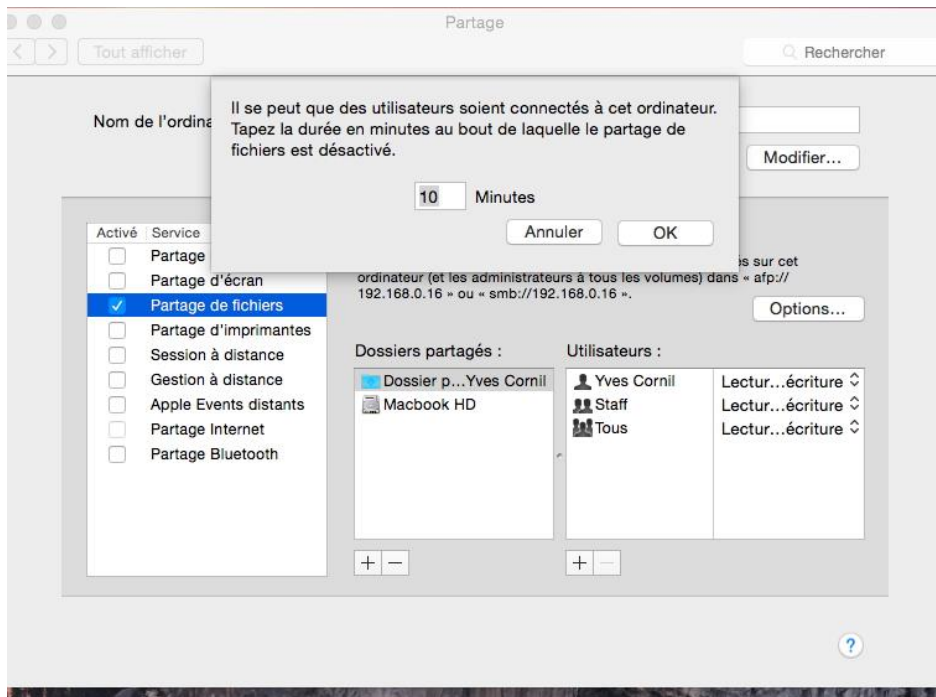 Partage
Tout afficher
Rechercher
Il se peut que des utilisateurs soient connectés à cet ordinateur.
Tapez la durée en minutes au bout de laquelle le partage de
fichiers est désactivé.
Nom de l'ordina
Modifier...
10 Minutes
Annuler OK
Activé Service
Partage
Partage d'écran
Partage de fichiers
Partage d'imprimantes
Session à distance
Gestion à distance
Apple Events distants
Partage Internet
Partage Bluetooth
sur cet
ordinateur (et les administrateurs à tous les volumes) dans « afp://
192.168.0.16 » ou « smb://192.168.0.16 ».
Options...
Dossiers partagés :
Dossier p...Yves Cornil
Macbook HD
Utilisateurs :
Yves Cornil Lectur...écriture
Staff Lectur...écriture
Tous Lectur...écriture
+ −
+ −
?